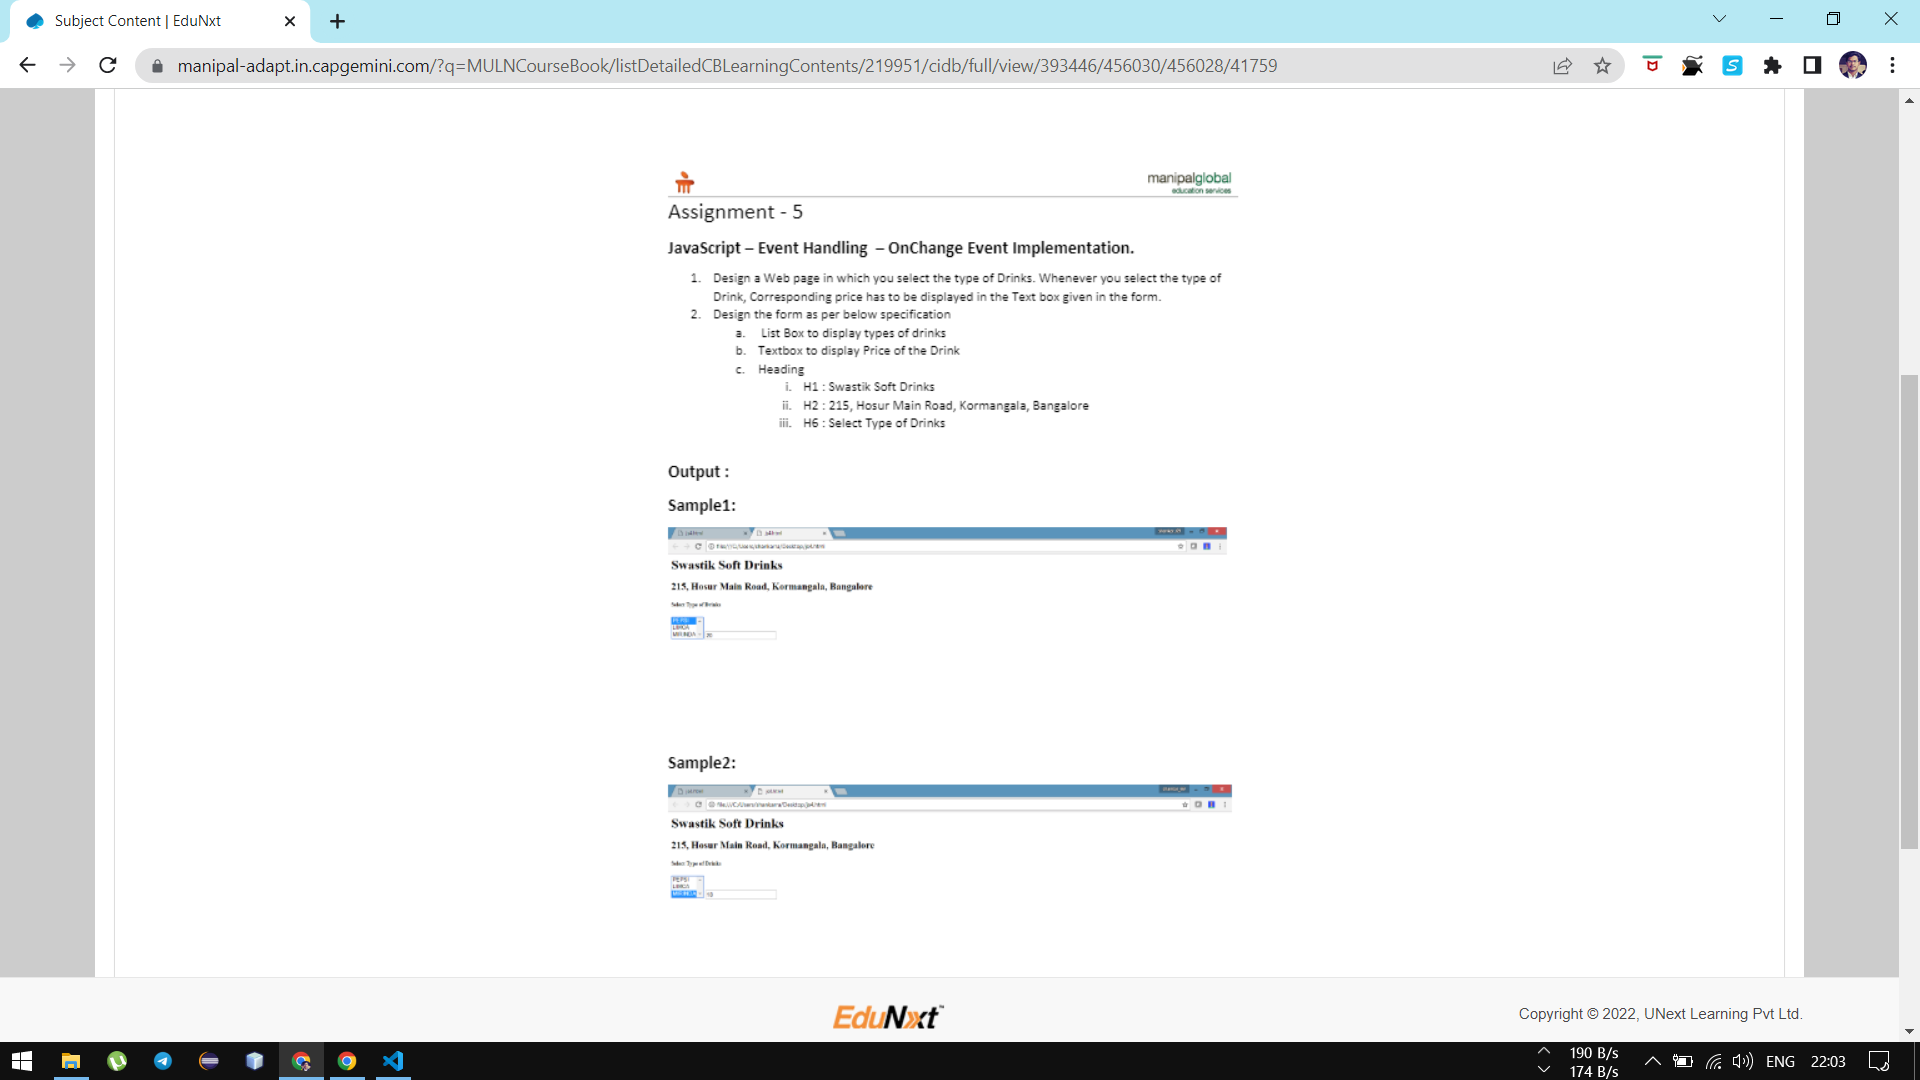 Subject Content | EduNxt
manipal-adapt.in.capgemini.com/?q=MULNCourseBook/listDetailedCBLearningContents/219951/cidb/full/view/393446/456030/456028/41759
manipalglobal
education services
Assignment - 5
JavaScript – Event Handling – OnChange Event Implementation.
1. Design a Web page in which you select the type of Drinks. Whenever you select the type of
Drink, Corresponding price has to be displayed in the Text box given in the form.
2. Design the form as per below specification
a. List Box to display types of drinks
b. Textbox to display Price of the Drink
c. Heading
i. H1 : Swastik Soft Drinks
ii. H2 : 215, Hosur Main Road, Kormangala, Bangalore
iii. H6 : Select Type of Drinks
Output :
Sample1:
Swastik Soft Drinks
215, Hosur Main Road, Kormangala, Bangalore
Select Type of Drinks
PEPSI
LIMCA
MIRINDA
Sample2:
Swastik Soft Drinks
215, Hosur Main Road, Kormangala, Bangalore
Select Type of Drinks
PEPSI
LIMCA
MIRINDA
EduNxt™
Copyright © 2022, UNext Learning Pvt Ltd.
190 B/s
174 B/s
ENG
22:03